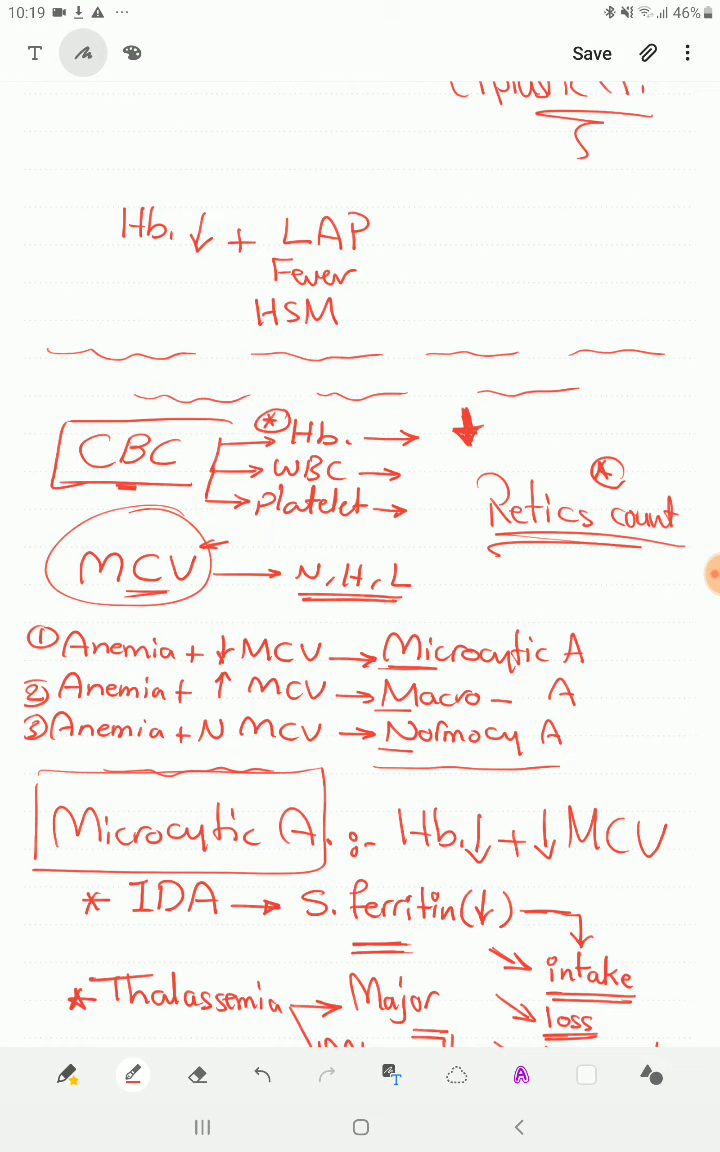 10:19 ... 46%
T Save
Hb. ↓ + LAP
Fever
HSM
CBC → * Hb. → ↓
→ WBC →
→ Platelet →
* Retics count
MCV → N, H, L
① Anemia + ↓ MCV → Microcytic A
② Anemia + ↑ MCV → Macro - A
③ Anemia + N MCV → Normocy A
Microcytic A. :- Hb. ↓ + ↓ MCV
* IDA → S. ferritin (↓) →
→ intake
* Thalassemia → Major
→ loss
T A